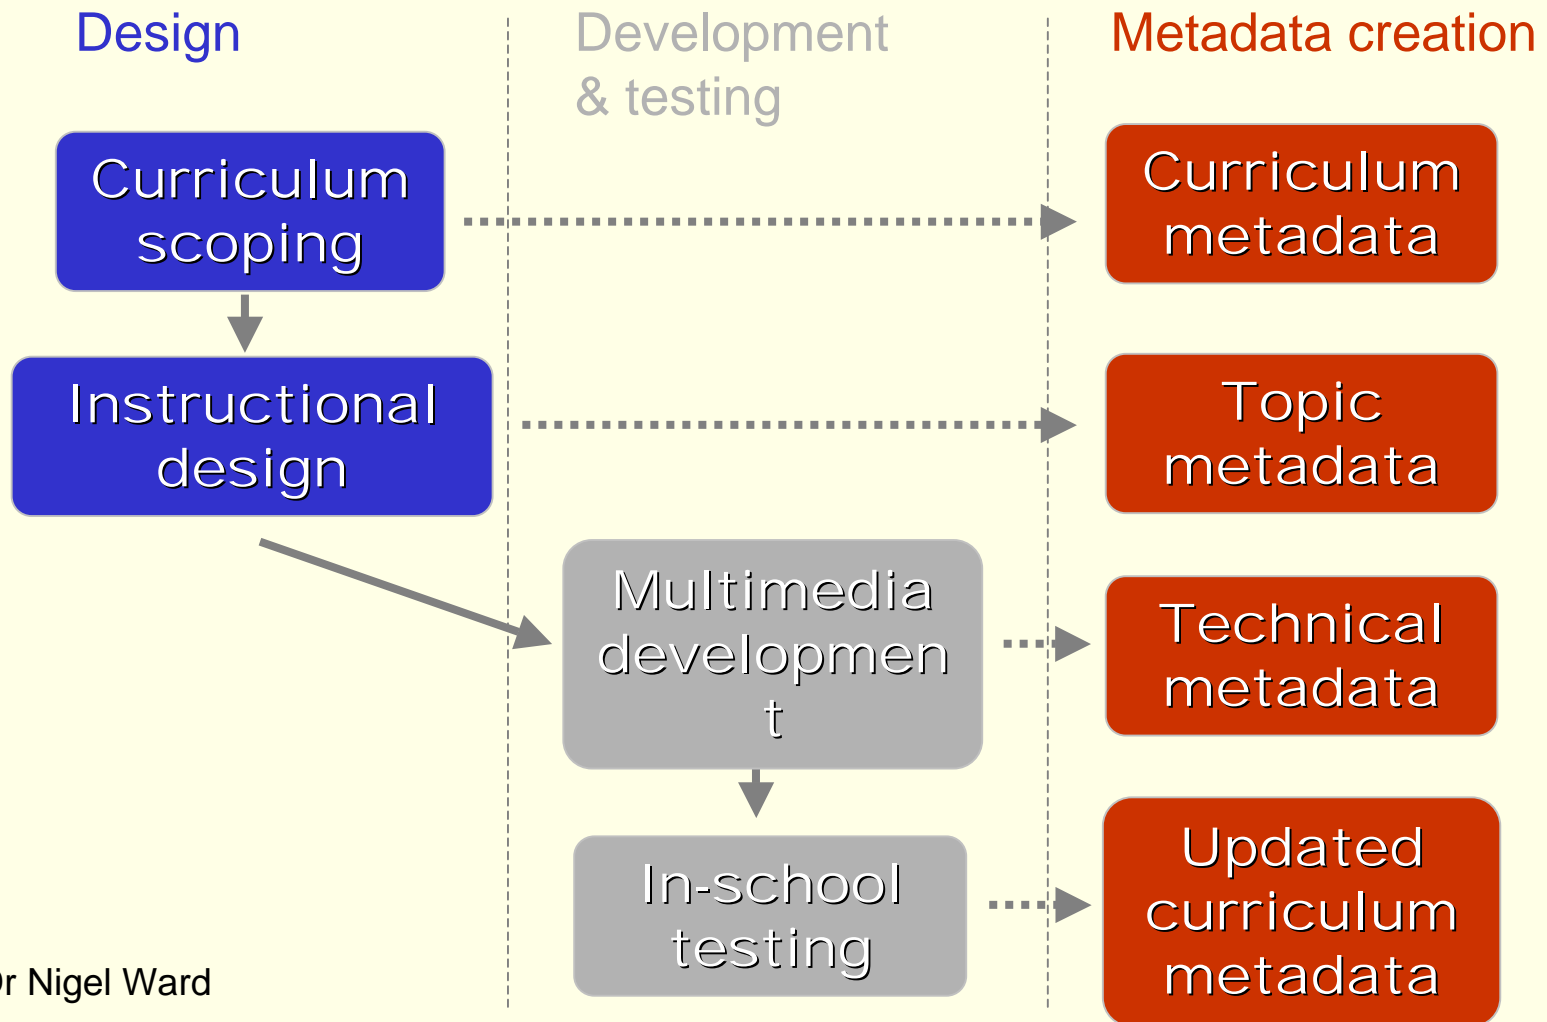 Design
Development
& testing
Metadata creation
Curriculum
scoping
Curriculum
metadata
Instructional
design
Topic
metadata
Multimedia
developmen
t
Technical
metadata
In-school
testing
Updated
curriculum
metadata
Dr Nigel Ward